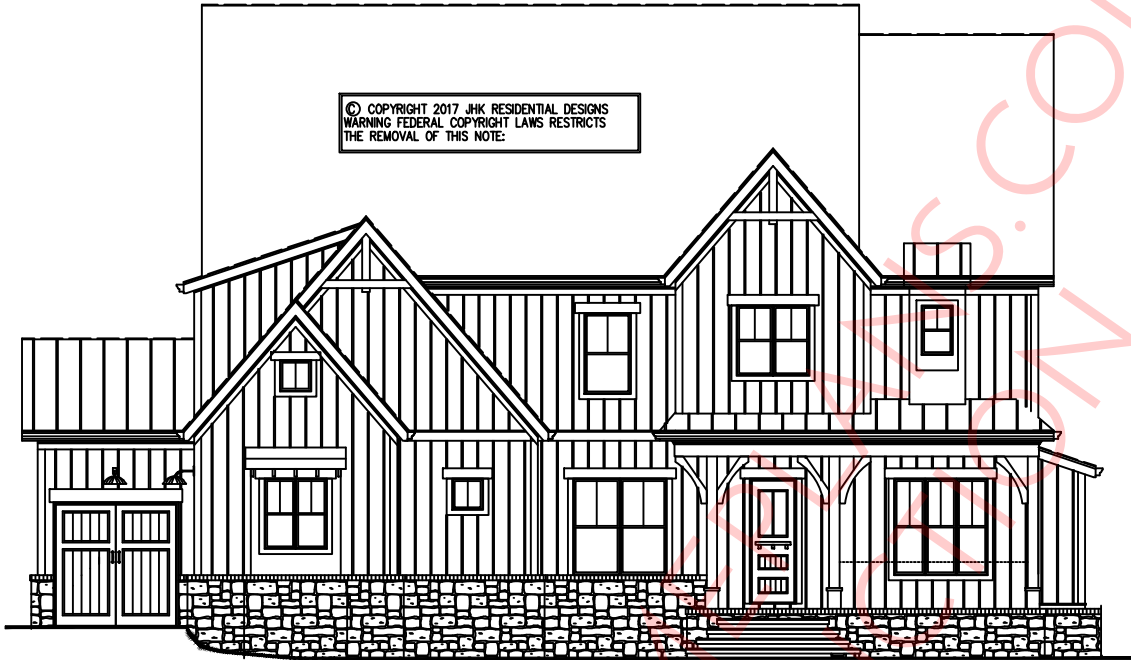 © COPYRIGHT 2017 JHK RESIDENTIAL DESIGNS
WARNING FEDERAL COPYRIGHT LAWS RESTRICTS
THE REMOVAL OF THIS NOTE: